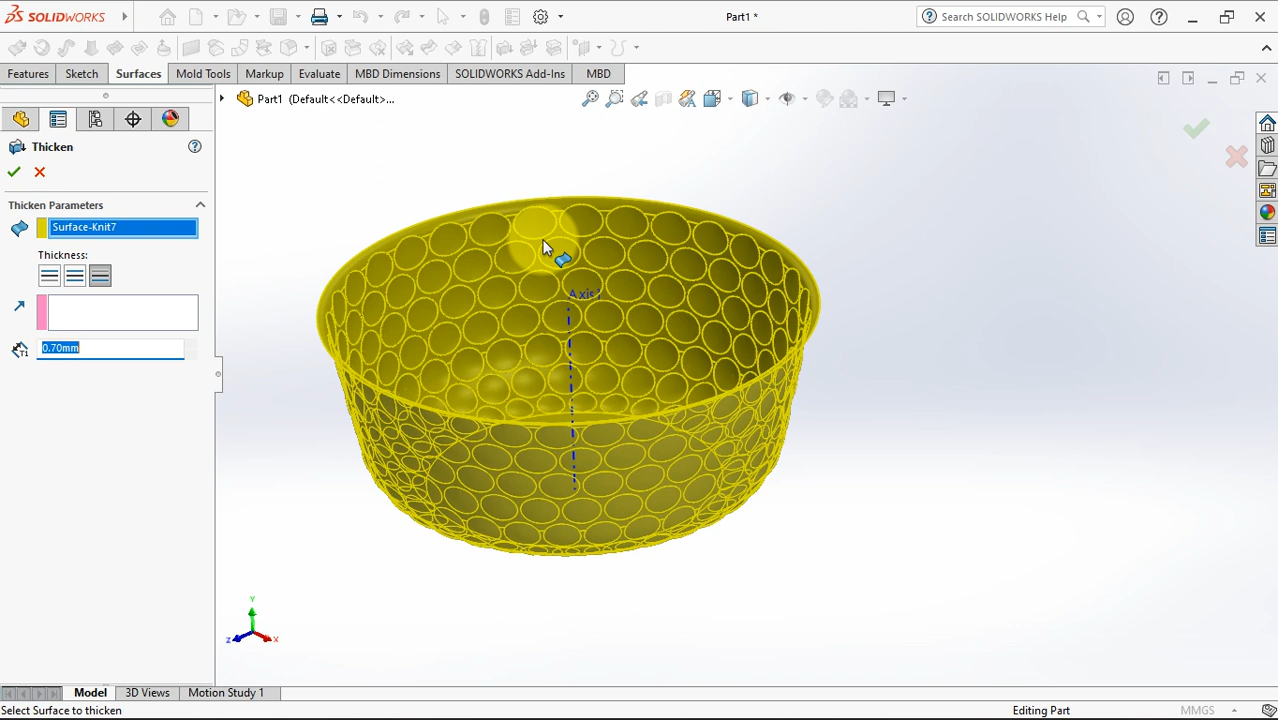 SOLIDWORKS
Part1 *
Search SOLIDWORKS Help
Features
Sketch
Surfaces
Mold Tools
Markup
Evaluate
MBD Dimensions
SOLIDWORKS Add-Ins
MBD
Part1 (Default<<Default>...
Thicken
Thicken Parameters
Surface-Knit7
Thickness:
0.70mm
Axis1
Y
Z
X
Model
3D Views
Motion Study 1
Select Surface to thicken
Editing Part
MMGS